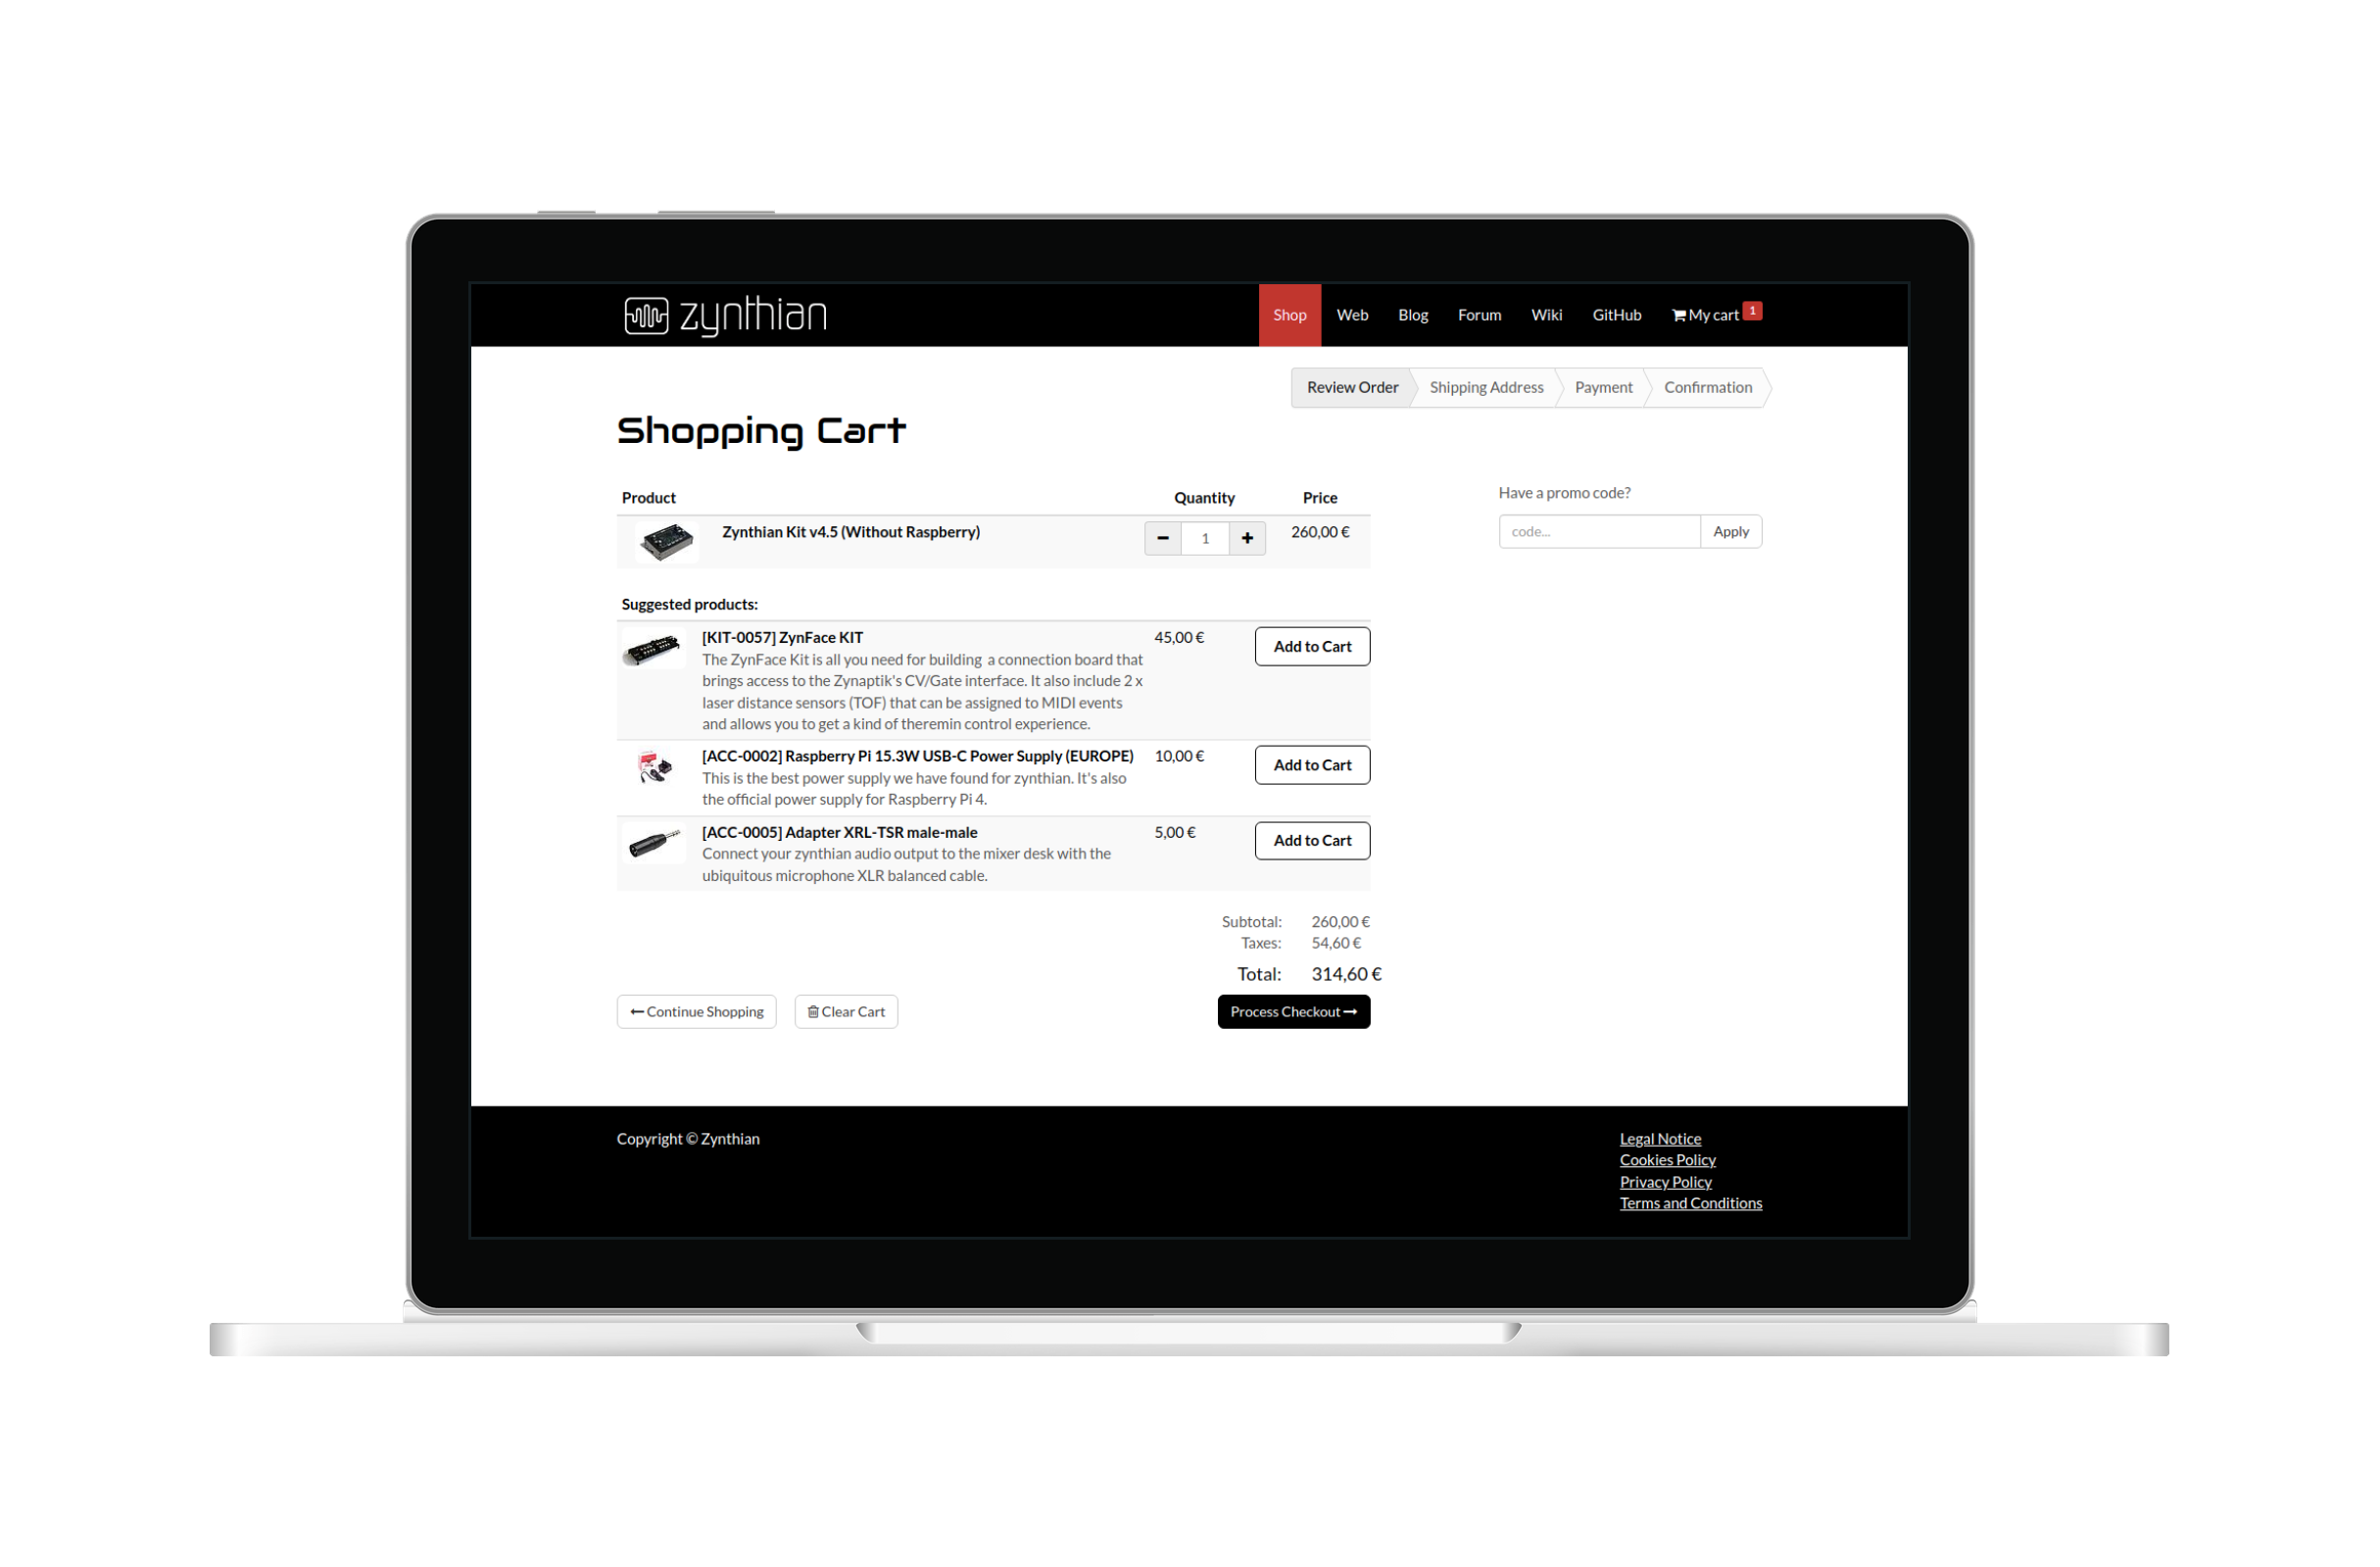 zynthian
Shop Web Blog Forum Wiki GitHub My cart 1
Review Order Shipping Address Payment Confirmation
Shopping Cart
Product Quantity Price
Zynthian Kit v4.5 (Without Raspberry) - 1 + 260,00 €
Have a promo code?
code... Apply
Suggested products:
[KIT-0057] ZynFace KIT 45,00 € Add to Cart
The ZynFace Kit is all you need for building a connection board that
brings access to the Zynaptik's CV/Gate interface. It also include 2 x
laser distance sensors (TOF) that can be assigned to MIDI events
and allows you to get a kind of theremin control experience.
[ACC-0002] Raspberry Pi 15.3W USB-C Power Supply (EUROPE) 10,00 € Add to Cart
This is the best power supply we have found for zynthian. It's also
the official power supply for Raspberry Pi 4.
[ACC-0005] Adapter XRL-TSR male-male 5,00 € Add to Cart
Connect your zynthian audio output to the mixer desk with the
ubiquitous microphone XLR balanced cable.
Subtotal: 260,00 €
Taxes: 54,60 €
Total: 314,60 €
Continue Shopping Clear Cart Process Checkout
Copyright © Zynthian
Legal Notice
Cookies Policy
Privacy Policy
Terms and Conditions